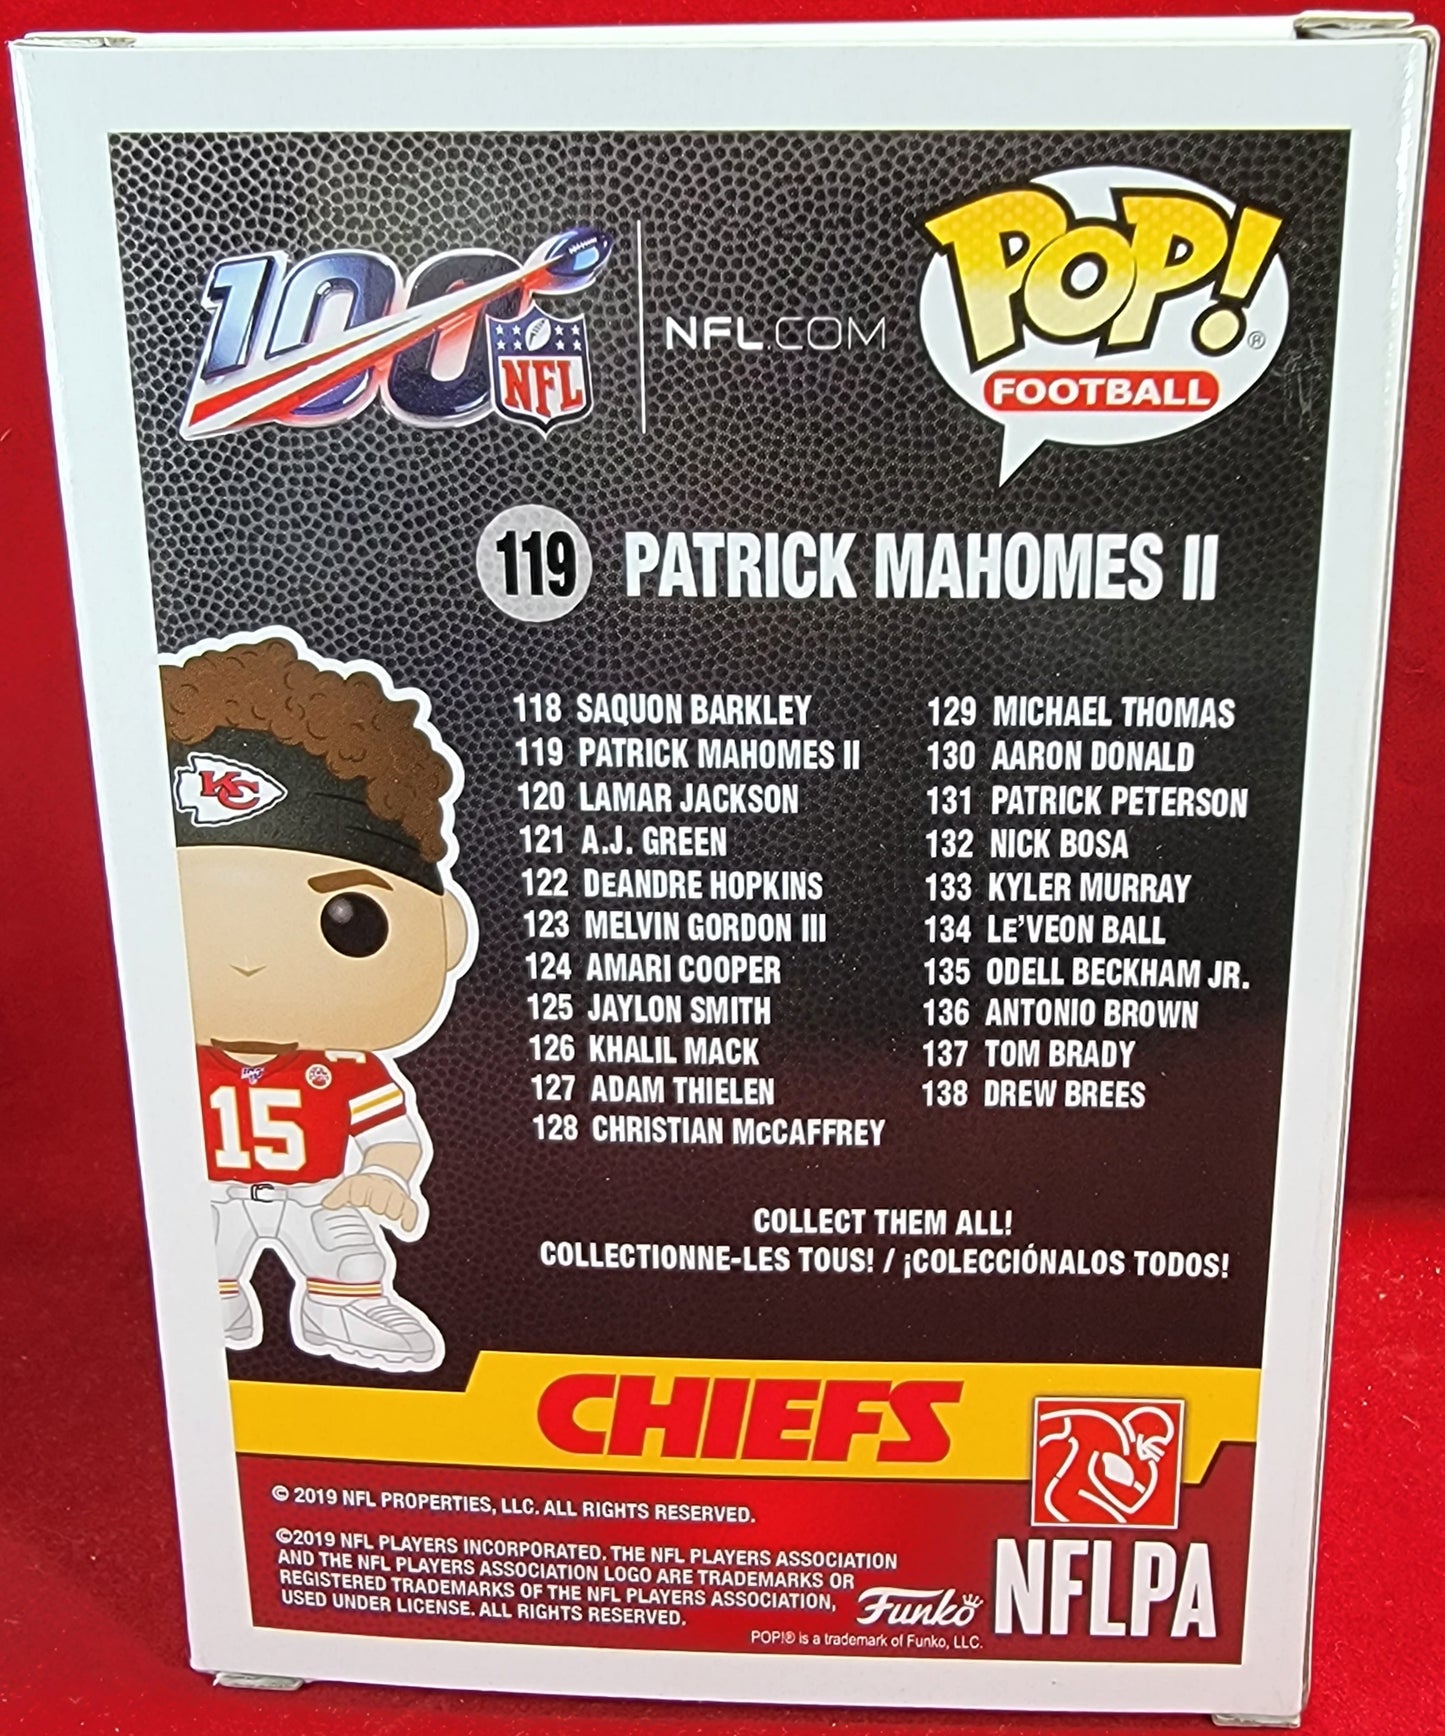 100
NFL
NFL.COM
POP!®
FOOTBALL
119 PATRICK MAHOMES II
118 SAQUON BARKLEY
119 PATRICK MAHOMES II
120 LAMAR JACKSON
121 A.J. GREEN
122 DEANDRE HOPKINS
123 MELVIN GORDON III
124 AMARI COOPER
125 JAYLON SMITH
126 KHALIL MACK
127 ADAM THIELEN
128 CHRISTIAN McCAFFREY
129 MICHAEL THOMAS
130 AARON DONALD
131 PATRICK PETERSON
132 NICK BOSA
133 KYLER MURRAY
134 LE'VEON BALL
135 ODELL BECKHAM JR.
136 ANTONIO BROWN
137 TOM BRADY
138 DREW BREES
KC
15
COLLECT THEM ALL!
COLLECTIONNE-LES TOUS! / ¡COLECCIÓNALOS TODOS!
CHIEFS
© 2019 NFL PROPERTIES, LLC. ALL RIGHTS RESERVED.
©2019 NFL PLAYERS INCORPORATED. THE NFL PLAYERS ASSOCIATION
AND THE NFL PLAYERS ASSOCIATION LOGO ARE TRADEMARKS OR
REGISTERED TRADEMARKS OF THE NFL PLAYERS ASSOCIATION,
USED UNDER LICENSE. ALL RIGHTS RESERVED.
Funko
POP!® is a trademark of Funko, LLC.
NFLPA